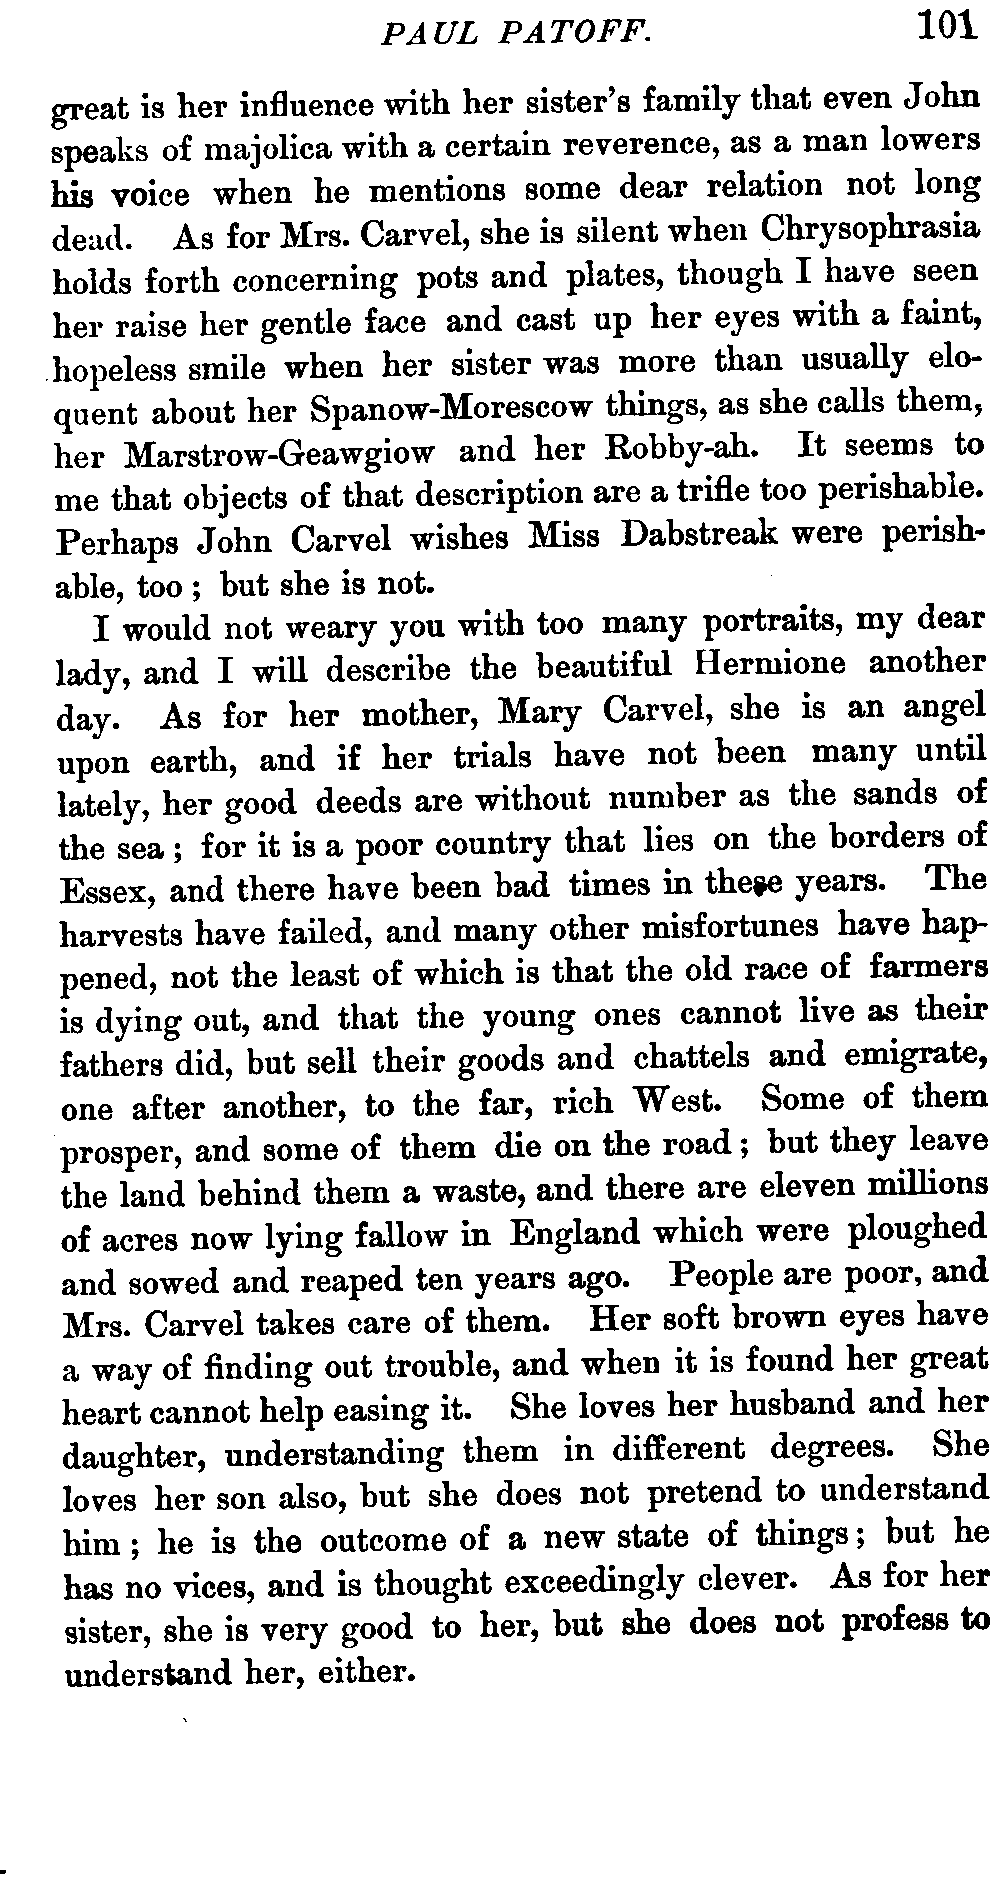 PAUL PATOFF. 101
great is her influence with her sister's family that even John
speaks of majolica with a certain reverence, as a man lowers
his voice when he mentions some dear relation not long
dead. As for Mrs. Carvel, she is silent when Chrysophrasia
holds forth concerning pots and plates, though I have seen
her raise her gentle face and cast up her eyes with a faint,
hopeless smile when her sister was more than usually elo-
quent about her Spanow-Morescow things, as she calls them,
her Marstrow-Geawgiow and her Robby-ah. It seems to
me that objects of that description are a trifle too perishable.
Perhaps John Carvel wishes Miss Dabstreak were perish-
able, too; but she is not.
I would not weary you with too many portraits, my dear
lady, and I will describe the beautiful Hermione another
day. As for her mother, Mary Carvel, she is an angel
upon earth, and if her trials have not been many until
lately, her good deeds are without number as the sands of
the sea; for it is a poor country that lies on the borders of
Essex, and there have been bad times in these years. The
harvests have failed, and many other misfortunes have hap-
pened, not the least of which is that the old race of farmers
is dying out, and that the young ones cannot live as their
fathers did, but sell their goods and chattels and emigrate,
one after another, to the far, rich West. Some of them
prosper, and some of them die on the road; but they leave
the land behind them a waste, and there are eleven millions
of acres now lying fallow in England which were ploughed
and sowed and reaped ten years ago. People are poor, and
Mrs. Carvel takes care of them. Her soft brown eyes have
a way of finding out trouble, and when it is found her great
heart cannot help easing it. She loves her husband and her
daughter, understanding them in different degrees. She
loves her son also, but she does not pretend to understand
him; he is the outcome of a new state of things; but he
has no vices, and is thought exceedingly clever. As for her
sister, she is very good to her, but she does not profess to
understand her, either.